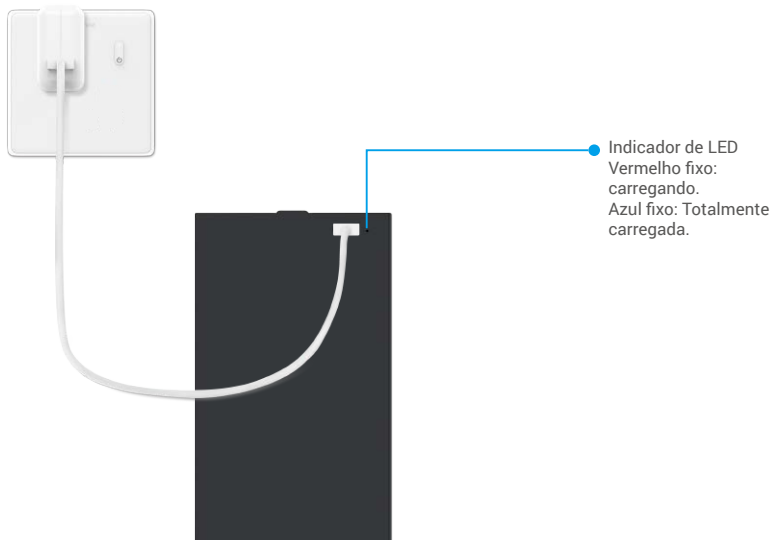 Indicador de LED
Vermelho fixo:
carregando.
Azul fixo: Totalmente
carregada.